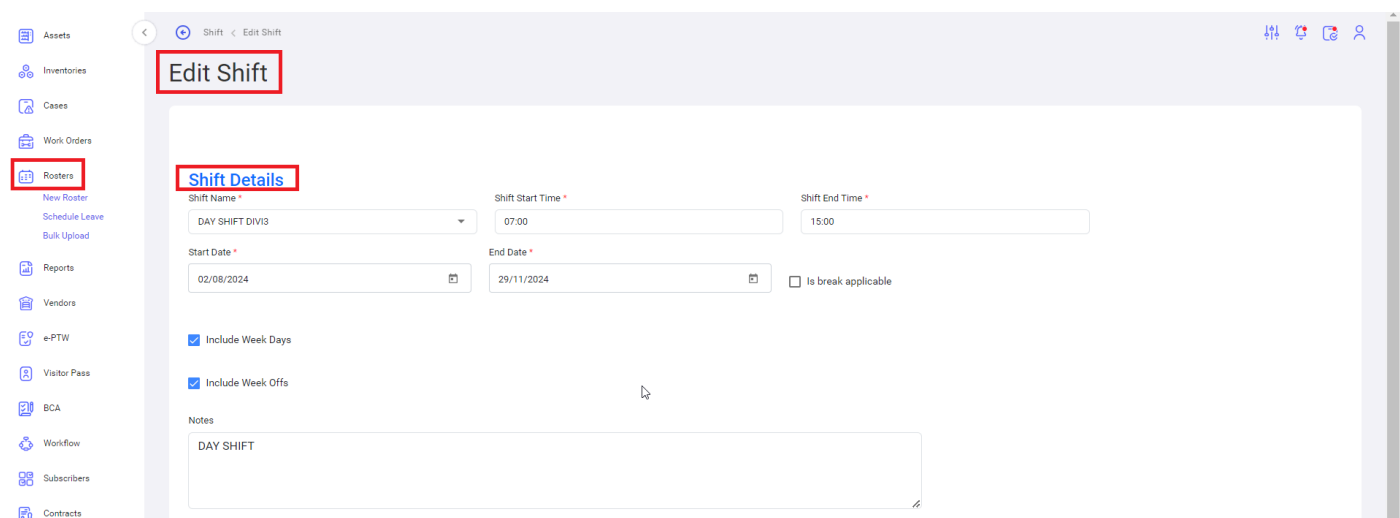 Assets
Inventories
Cases
Work Orders
Rosters
New Roster
Schedule Leave
Bulk Upload
Reports
Vendors
e-PTW
Visitor Pass
BCA
Workflow
Subscribers
Contracts
Shift < Edit Shift
Edit Shift
Shift Details
Shift Name * Shift Start Time * Shift End Time *
DAY SHIFT DIVI3 07:00 15:00
Start Date * End Date *
02/08/2024 29/11/2024 Is break applicable
Include Week Days
Include Week Offs
Notes
DAY SHIFT